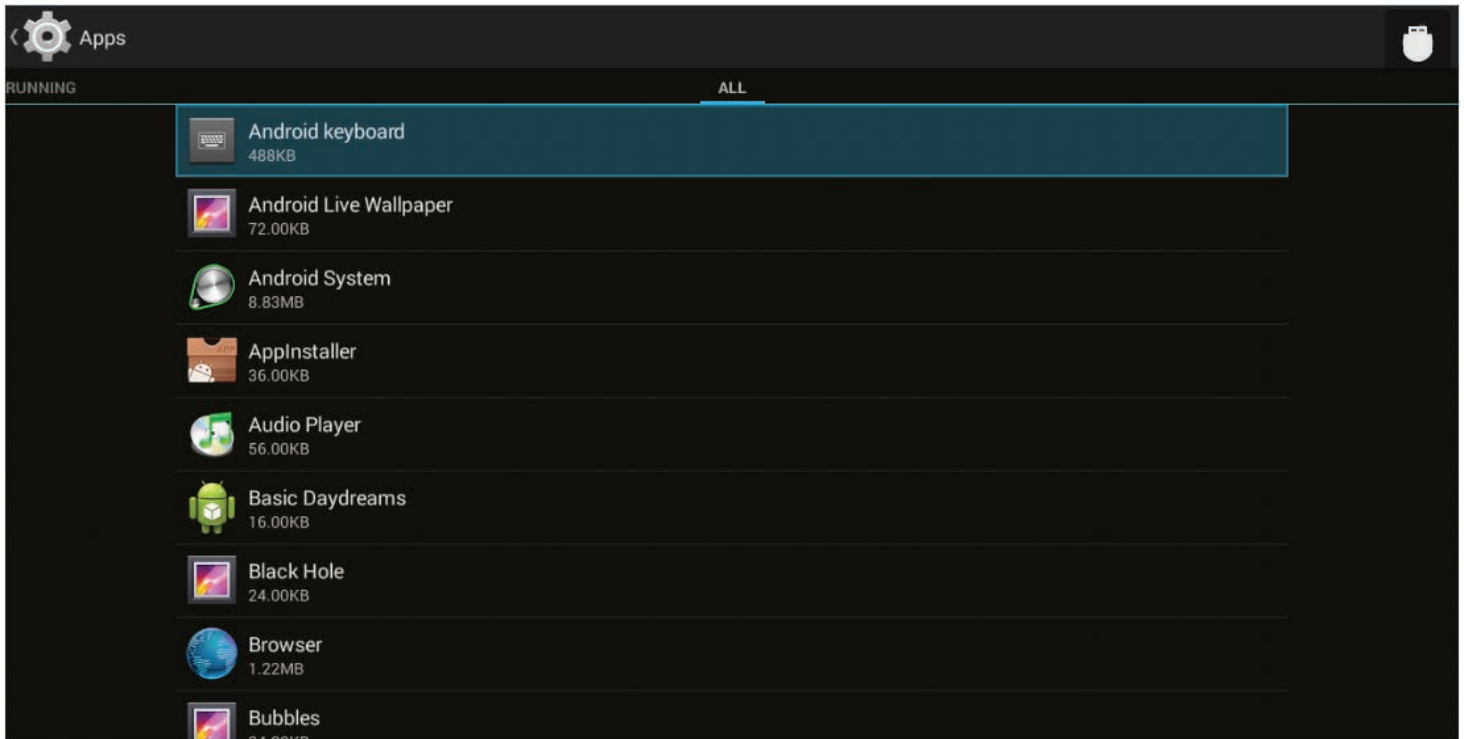 Apps
RUNNING
ALL
Android keyboard
488KB
Android Live Wallpaper
72.00KB
Android System
8.83MB
AppInstaller
36.00KB
Audio Player
56.00KB
Basic Daydreams
16.00KB
Black Hole
24.00KB
Browser
1.22MB
Bubbles